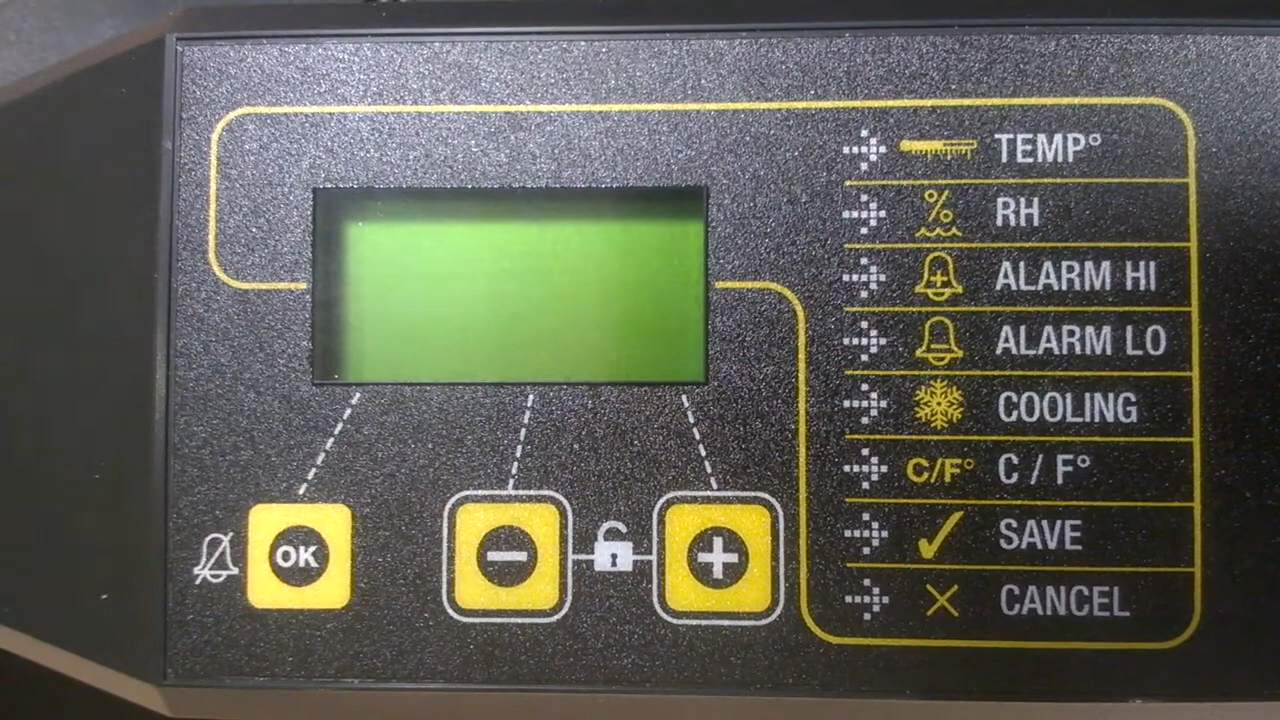 TEMP°
% RH
ALARM HI
ALARM LO
COOLING
C/F° C / F°
SAVE
CANCEL
OK